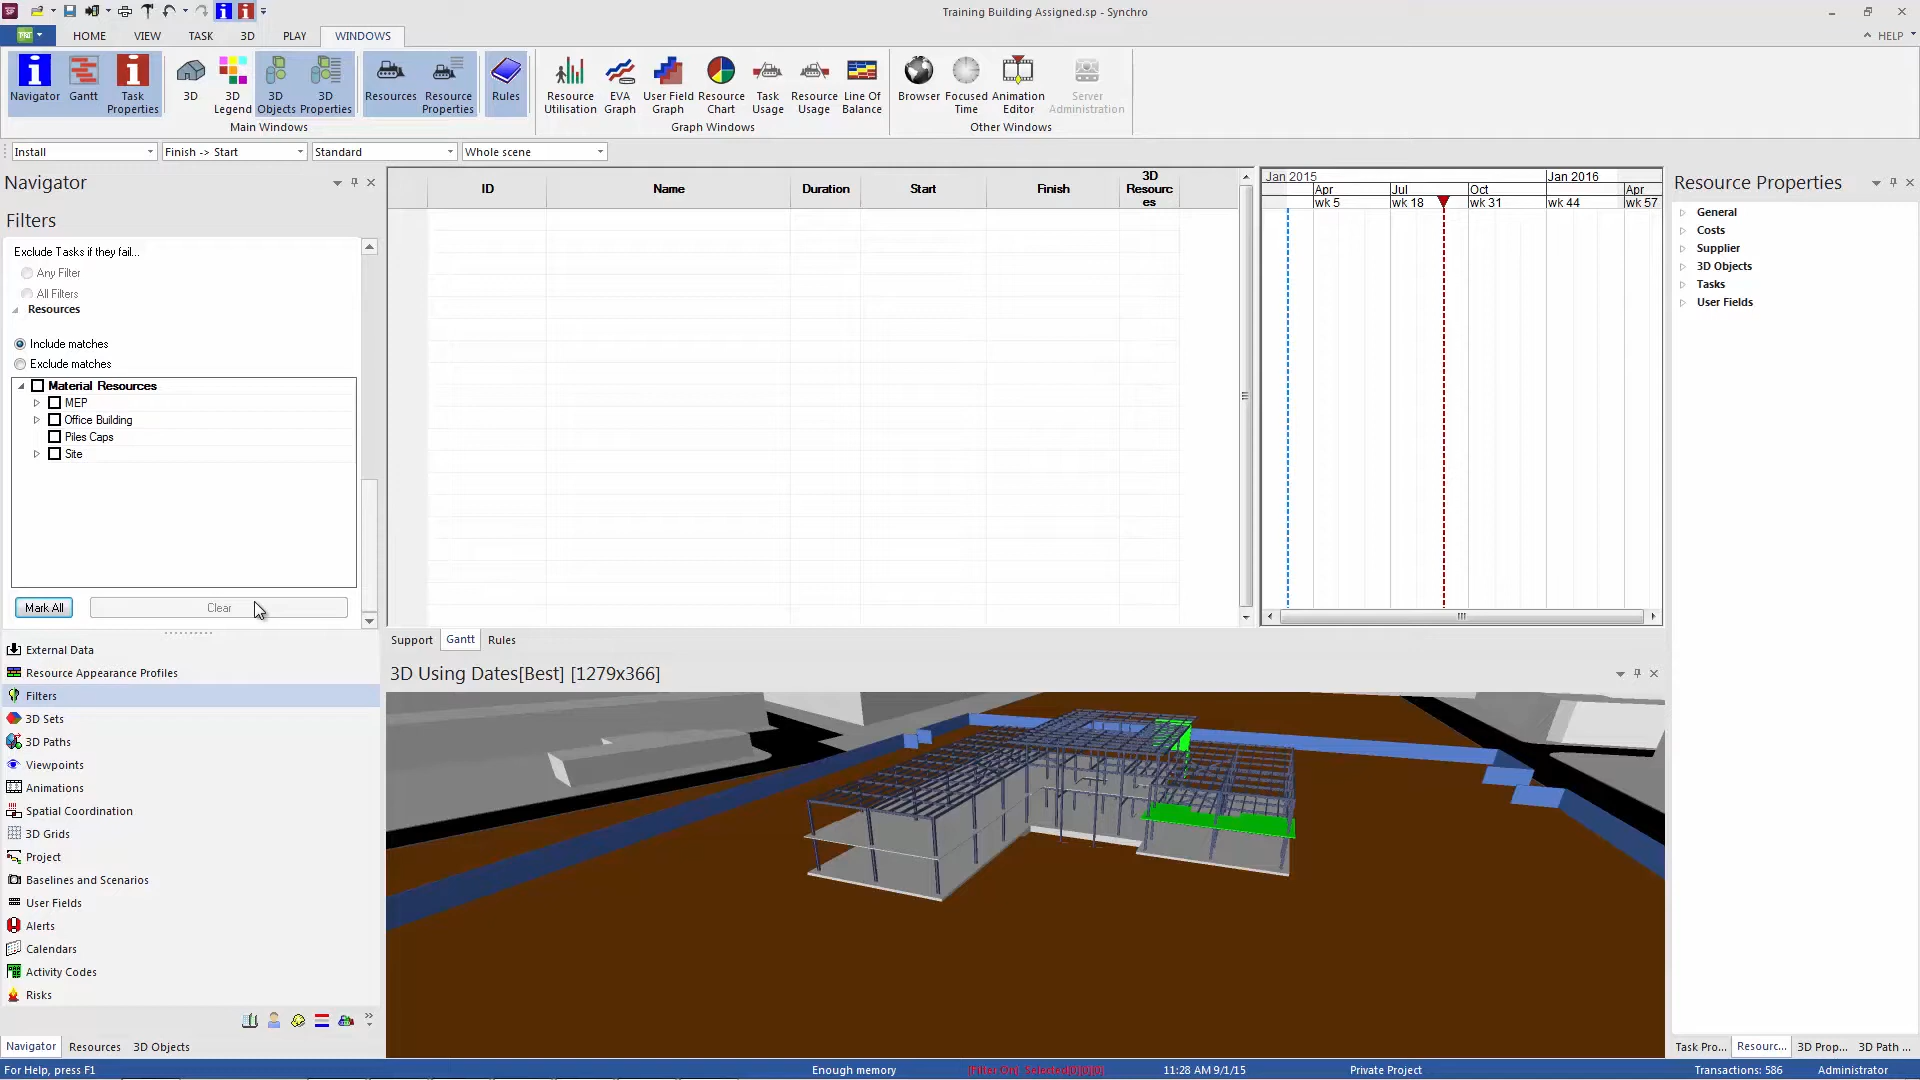 Training Building Assigned.sp - Synchro
HOME VIEW TASK 3D PLAY WINDOWS HELP
Navigator Gantt Task Properties 3D 3D Legend 3D Objects 3D Properties Resources Resource Properties Rules Resource Utilisation EVA Graph User Field Graph Resource Chart Task Usage Resource Usage Line Of Balance Browser Focused Time Animation Editor Server Administration
Main Windows Graph Windows Other Windows
Install Finish -> Start Standard Whole scene
Navigator
Filters
Exclude Tasks if they fail...
Any Filter
All Filters
Resources
Include matches
Exclude matches
Material Resources
MEP
Office Building
Piles Caps
Site
Mark All Clear
External Data
Resource Appearance Profiles
Filters
3D Sets
3D Paths
Viewpoints
Animations
Spatial Coordination
3D Grids
Project
Baselines and Scenarios
User Fields
Alerts
Calendars
Activity Codes
Risks
Navigator Resources 3D Objects
ID Name Duration Start Finish 3D Resourc es
Jan 2015 Jan 2016
Apr Jul Oct Apr
wk 5 wk 18 wk 31 wk 44 wk 57
Support Gantt Rules
3D Using Dates[Best] [1279x366]
Resource Properties
General
Costs
Supplier
3D Objects
Tasks
User Fields
Task Pro... Resourc... 3D Prop... 3D Path ...
For Help, press F1 Enough memory [Filter On] Selected[0][0][0] 11:28 AM 9/1/15 Private Project Transactions: 586 Administrator